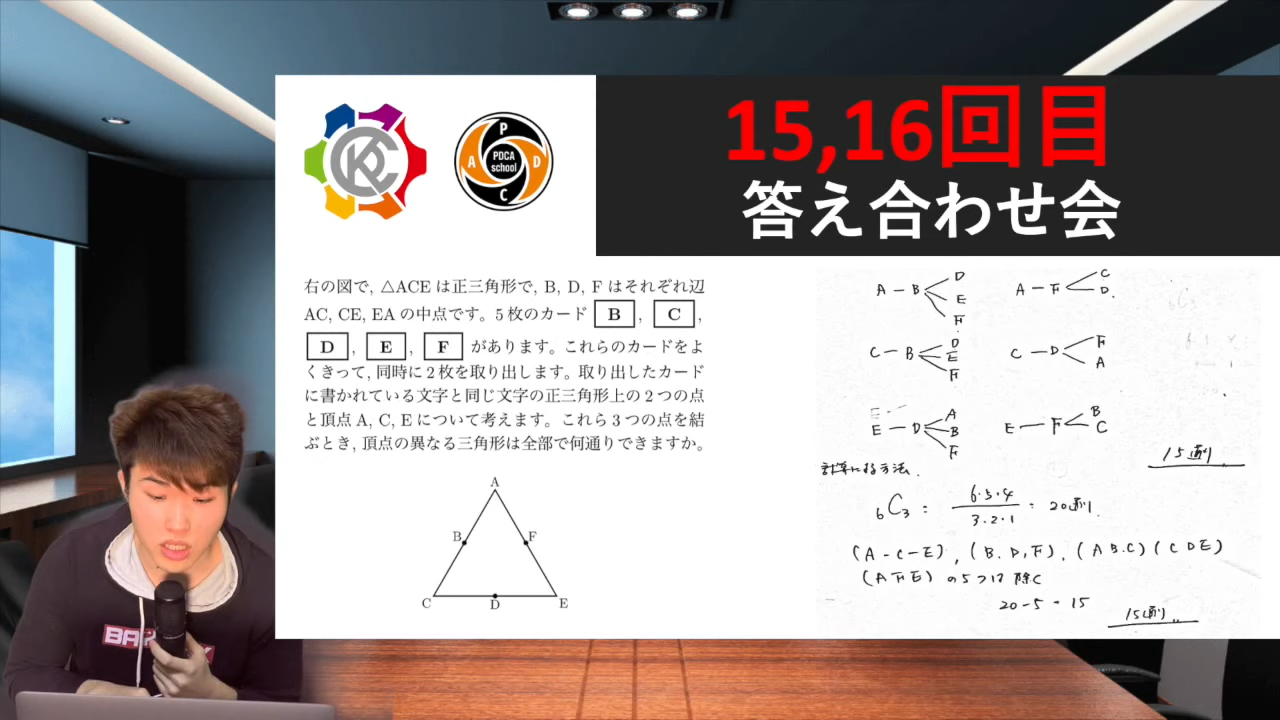 15,16回目
答え合わせ会
P
A
PDCA
school
D
C
右の図で, △ACE は正三角形で, B, D, F はそれぞれ辺
AC, CE, EA の中点です。5 枚のカード B , C ,
D , E , F があります。これらのカードをよ
くきって, 同時に 2 枚を取り出します。取り出したカード
に書かれている文字と同じ文字の正三角形上の 2 つの点
と頂点 A, C, E について考えます。これら 3 つの点を結
ぶとき, 頂点の異なる三角形は全部で何通りできますか。
A
B
F
C
D
E
A - B
D
E
F
A - F
C
D
C - B
D
E
F
C - D
F
A
E
E - D
A
B
F
E - F
B
C
15通り
計算による方法.
6C3 = 6・5・4 / 3・2・1 = 20通り.
(A-C-E), (B.D,F), (A B.C) (C D E)
(A F E) の5つは除く
20-5=15
15通り
BA